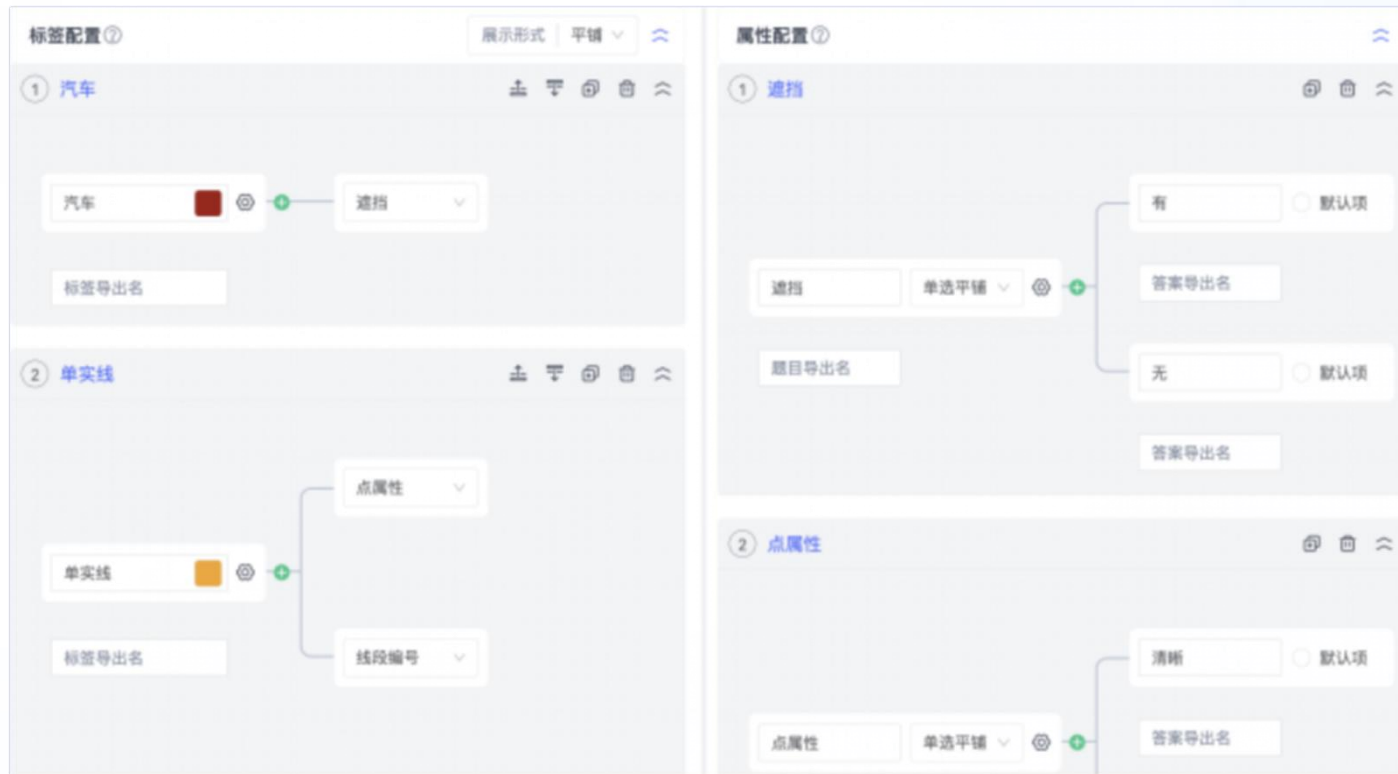 标签配置
展示形式 平铺
1 汽车
汽车
遮挡
标签导出名
2 单实线
点属性
单实线
标签导出名
线段编号
属性配置
1 遮挡
有
默认项
答案导出名
遮挡
单选平铺
题目导出名
无
默认项
答案导出名
2 点属性
清晰
默认项
答案导出名
点属性
单选平铺